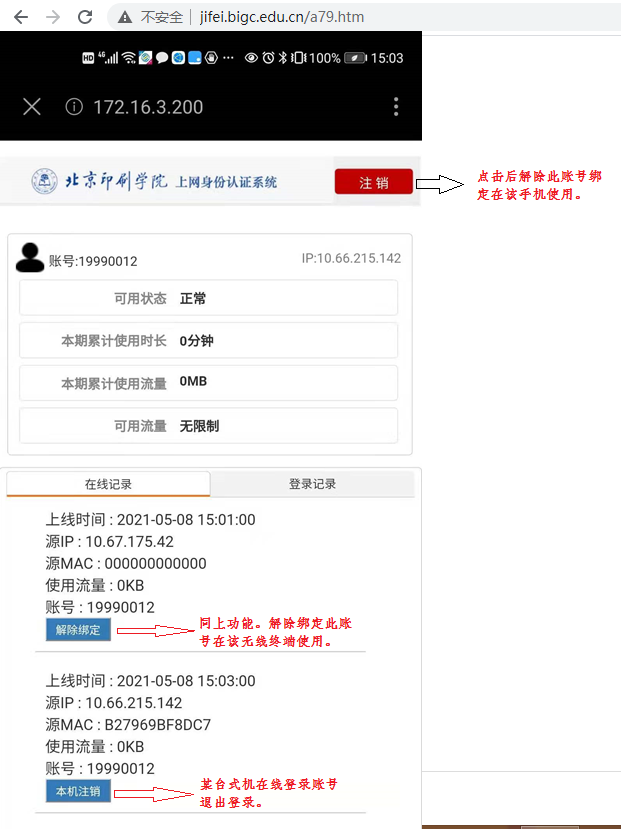 不安全 | jifei.bigc.edu.cn/a79.htm
HD 4G 100% 15:03
172.16.3.200
北京印刷学院 上网身份认证系统 注 销
点击后解除此账号绑
定在该手机使用。
账号:19990012 IP:10.66.215.142
可用状态 正常
本期累计使用时长 0分钟
本期累计使用流量 0MB
可用流量 无限制
在线记录 登录记录
上线时间 : 2021-05-08 15:01:00
源IP : 10.67.175.42
源MAC : 000000000000
使用流量 : 0KB
账号 : 19990012
解除绑定
同上功能。解除绑定此账
号在该无线终端使用。
上线时间 : 2021-05-08 15:03:00
源IP : 10.66.215.142
源MAC : B27969BF8DC7
使用流量 : 0KB
账号 : 19990012
本机注销
某台式机在线登录账号
退出登录。